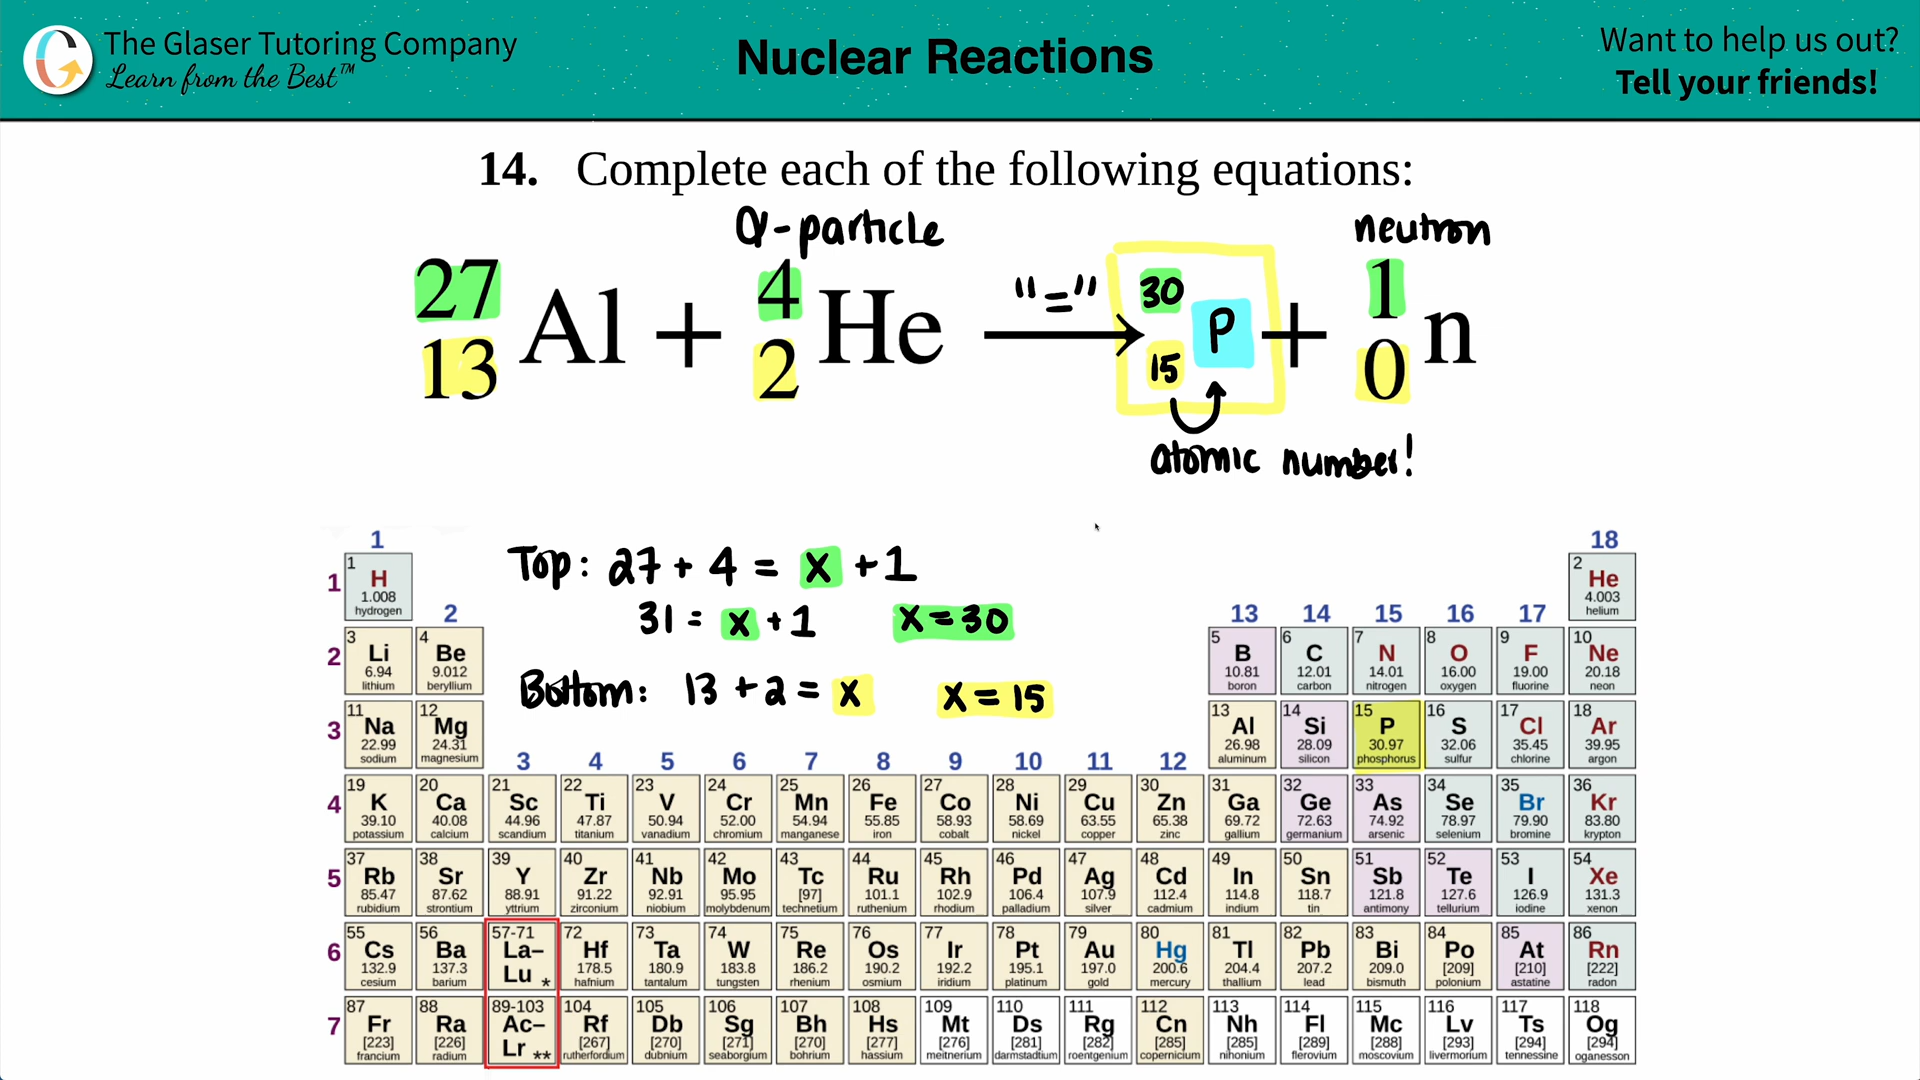 The Glaser Tutoring Company
Learn from the Best™
Nuclear Reactions
Want to help us out?
Tell your friends!
14. Complete each of the following equations:
α-particle
neutron
27 4 "=" 30 1
Al + He → P + n
13 2 15 0
atomic number!
Top: 27 + 4 = x + 1
31 = x + 1 x = 30
Bottom: 13 + 2 = x x = 15
1 18
1 1 H 1.008 hydrogen 2 He 4.003 helium
2 13 14 15 16 17
2 3 Li 6.94 lithium 4 Be 9.012 beryllium 5 B 10.81 boron 6 C 12.01 carbon 7 N 14.01 nitrogen 8 O 16.00 oxygen 9 F 19.00 fluorine 10 Ne 20.18 neon
3 11 Na 22.99 sodium 12 Mg 24.31 magnesium 13 Al 26.98 aluminum 14 Si 28.09 silicon 15 P 30.97 phosphorus 16 S 32.06 sulfur 17 Cl 35.45 chlorine 18 Ar 39.95 argon
3 4 5 6 7 8 9 10 11 12
4 19 K 39.10 potassium 20 Ca 40.08 calcium 21 Sc 44.96 scandium 22 Ti 47.87 titanium 23 V 50.94 vanadium 24 Cr 52.00 chromium 25 Mn 54.94 manganese 26 Fe 55.85 iron 27 Co 58.93 cobalt 28 Ni 58.69 nickel 29 Cu 63.55 copper 30 Zn 65.38 zinc 31 Ga 69.72 gallium 32 Ge 72.63 germanium 33 As 74.92 arsenic 34 Se 78.97 selenium 35 Br 79.90 bromine 36 Kr 83.80 krypton
5 37 Rb 85.47 rubidium 38 Sr 87.62 strontium 39 Y 88.91 yttrium 40 Zr 91.22 zirconium 41 Nb 92.91 niobium 42 Mo 95.95 molybdenum 43 Tc [97] technetium 44 Ru 101.1 ruthenium 45 Rh 102.9 rhodium 46 Pd 106.4 palladium 47 Ag 107.9 silver 48 Cd 112.4 cadmium 49 In 114.8 indium 50 Sn 118.7 tin 51 Sb 121.8 antimony 52 Te 127.6 tellurium 53 I 126.9 iodine 54 Xe 131.3 xenon
6 55 Cs 132.9 cesium 56 Ba 137.3 barium 57-71 La– Lu * 72 Hf 178.5 hafnium 73 Ta 180.9 tantalum 74 W 183.8 tungsten 75 Re 186.2 rhenium 76 Os 190.2 osmium 77 Ir 192.2 iridium 78 Pt 195.1 platinum 79 Au 197.0 gold 80 Hg 200.6 mercury 81 Tl 204.4 thallium 82 Pb 207.2 lead 83 Bi 209.0 bismuth 84 Po [209] polonium 85 At [210] astatine 86 Rn [222] radon
7 87 Fr [223] francium 88 Ra [226] radium 89-103 Ac– Lr ** 104 Rf [267] rutherfordium 105 Db [270] dubnium 106 Sg [271] seaborgium 107 Bh [270] bohrium 108 Hs [277] hassium 109 Mt [276] meitnerium 110 Ds [281] darmstadtium 111 Rg [282] roentgenium 112 Cn [285] copernicium 113 Nh [285] nihonium 114 Fl [289] flerovium 115 Mc [288] moscovium 116 Lv [293] livermorium 117 Ts [294] tennessine 118 Og [294] oganesson